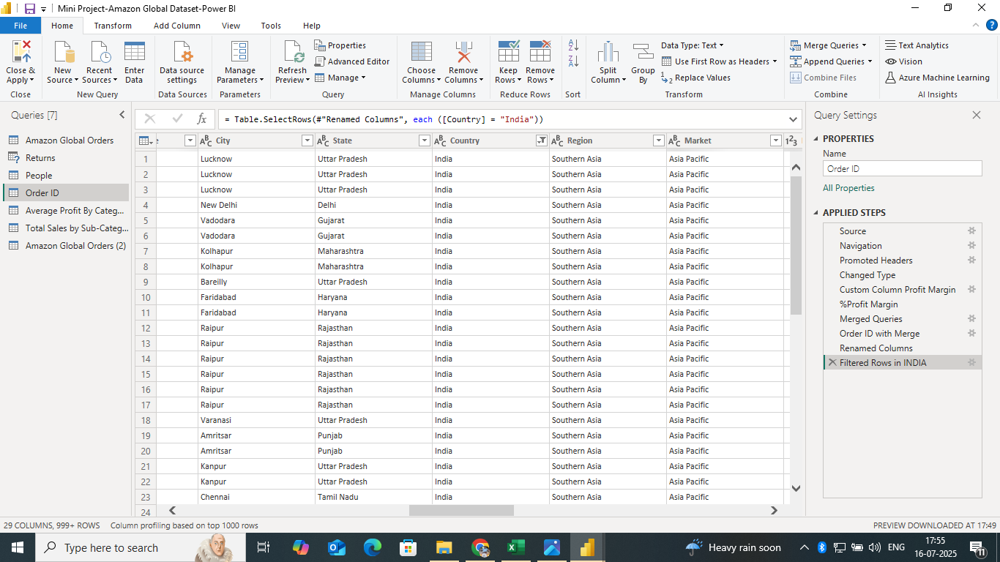 Mini Project-Amazon Global Dataset-Power BI
File Home Transform Add Column View Tools Help
Close & Apply
New Source
Recent Sources
Enter Data
Data source settings
Manage Parameters
Refresh Preview
Properties
Advanced Editor
Manage
Choose Columns
Remove Columns
Keep Rows
Remove Rows
A Z
Z A
Split Column
Group By
Data Type: Text
Use First Row as Headers
1 2 Replace Values
Merge Queries
Append Queries
Combine Files
Text Analytics
Vision
Azure Machine Learning
Close New Query Data Sources Parameters Query Manage Columns Reduce Rows Sort Transform Combine AI Insights
Queries [7]
Amazon Global Orders
Returns
People
Order ID
Average Profit By Categ...
Total Sales by Sub-Categ...
Amazon Global Orders (2)
fx = Table.SelectRows(#"Renamed Columns", each ([Country] = "India"))
e ABC City ABC State ABC Country ABC Region ABC Market 123
1 Lucknow Uttar Pradesh India Southern Asia Asia Pacific
2 Lucknow Uttar Pradesh India Southern Asia Asia Pacific
3 Lucknow Uttar Pradesh India Southern Asia Asia Pacific
4 New Delhi Delhi India Southern Asia Asia Pacific
5 Vadodara Gujarat India Southern Asia Asia Pacific
6 Vadodara Gujarat India Southern Asia Asia Pacific
7 Kolhapur Maharashtra India Southern Asia Asia Pacific
8 Kolhapur Maharashtra India Southern Asia Asia Pacific
9 Bareilly Uttar Pradesh India Southern Asia Asia Pacific
10 Faridabad Haryana India Southern Asia Asia Pacific
11 Faridabad Haryana India Southern Asia Asia Pacific
12 Raipur Rajasthan India Southern Asia Asia Pacific
13 Raipur Rajasthan India Southern Asia Asia Pacific
14 Raipur Rajasthan India Southern Asia Asia Pacific
15 Raipur Rajasthan India Southern Asia Asia Pacific
16 Raipur Rajasthan India Southern Asia Asia Pacific
17 Raipur Rajasthan India Southern Asia Asia Pacific
18 Varanasi Uttar Pradesh India Southern Asia Asia Pacific
19 Amritsar Punjab India Southern Asia Asia Pacific
20 Amritsar Punjab India Southern Asia Asia Pacific
21 Kanpur Uttar Pradesh India Southern Asia Asia Pacific
22 Kanpur Uttar Pradesh India Southern Asia Asia Pacific
23 Chennai Tamil Nadu India Southern Asia Asia Pacific
24
Query Settings
PROPERTIES
Name
Order ID
All Properties
APPLIED STEPS
Source
Navigation
Promoted Headers
Changed Type
Custom Column Profit Margin
%Profit Margin
Merged Queries
Order ID with Merge
Renamed Columns
Filtered Rows in INDIA
29 COLUMNS, 999+ ROWS Column profiling based on top 1000 rows PREVIEW DOWNLOADED AT 17:49
Type here to search
Heavy rain soon
ENG
17:55
16-07-2025
11